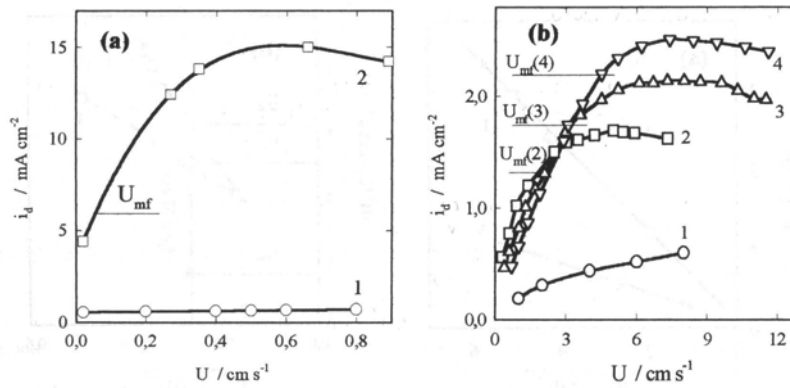 (a)
15
10
5
0
i_d / mA cm⁻²
U_mf
2
1
0,0 0,2 0,4 0,6 0,8
U / cm s⁻¹
(b)
2,0
1,0
0,0
i_d / mA cm⁻²
U_mf(4)
U_mf(3)
U_mf(2)
4
3
2
1
0 3 6 9 12
U / cm s⁻¹